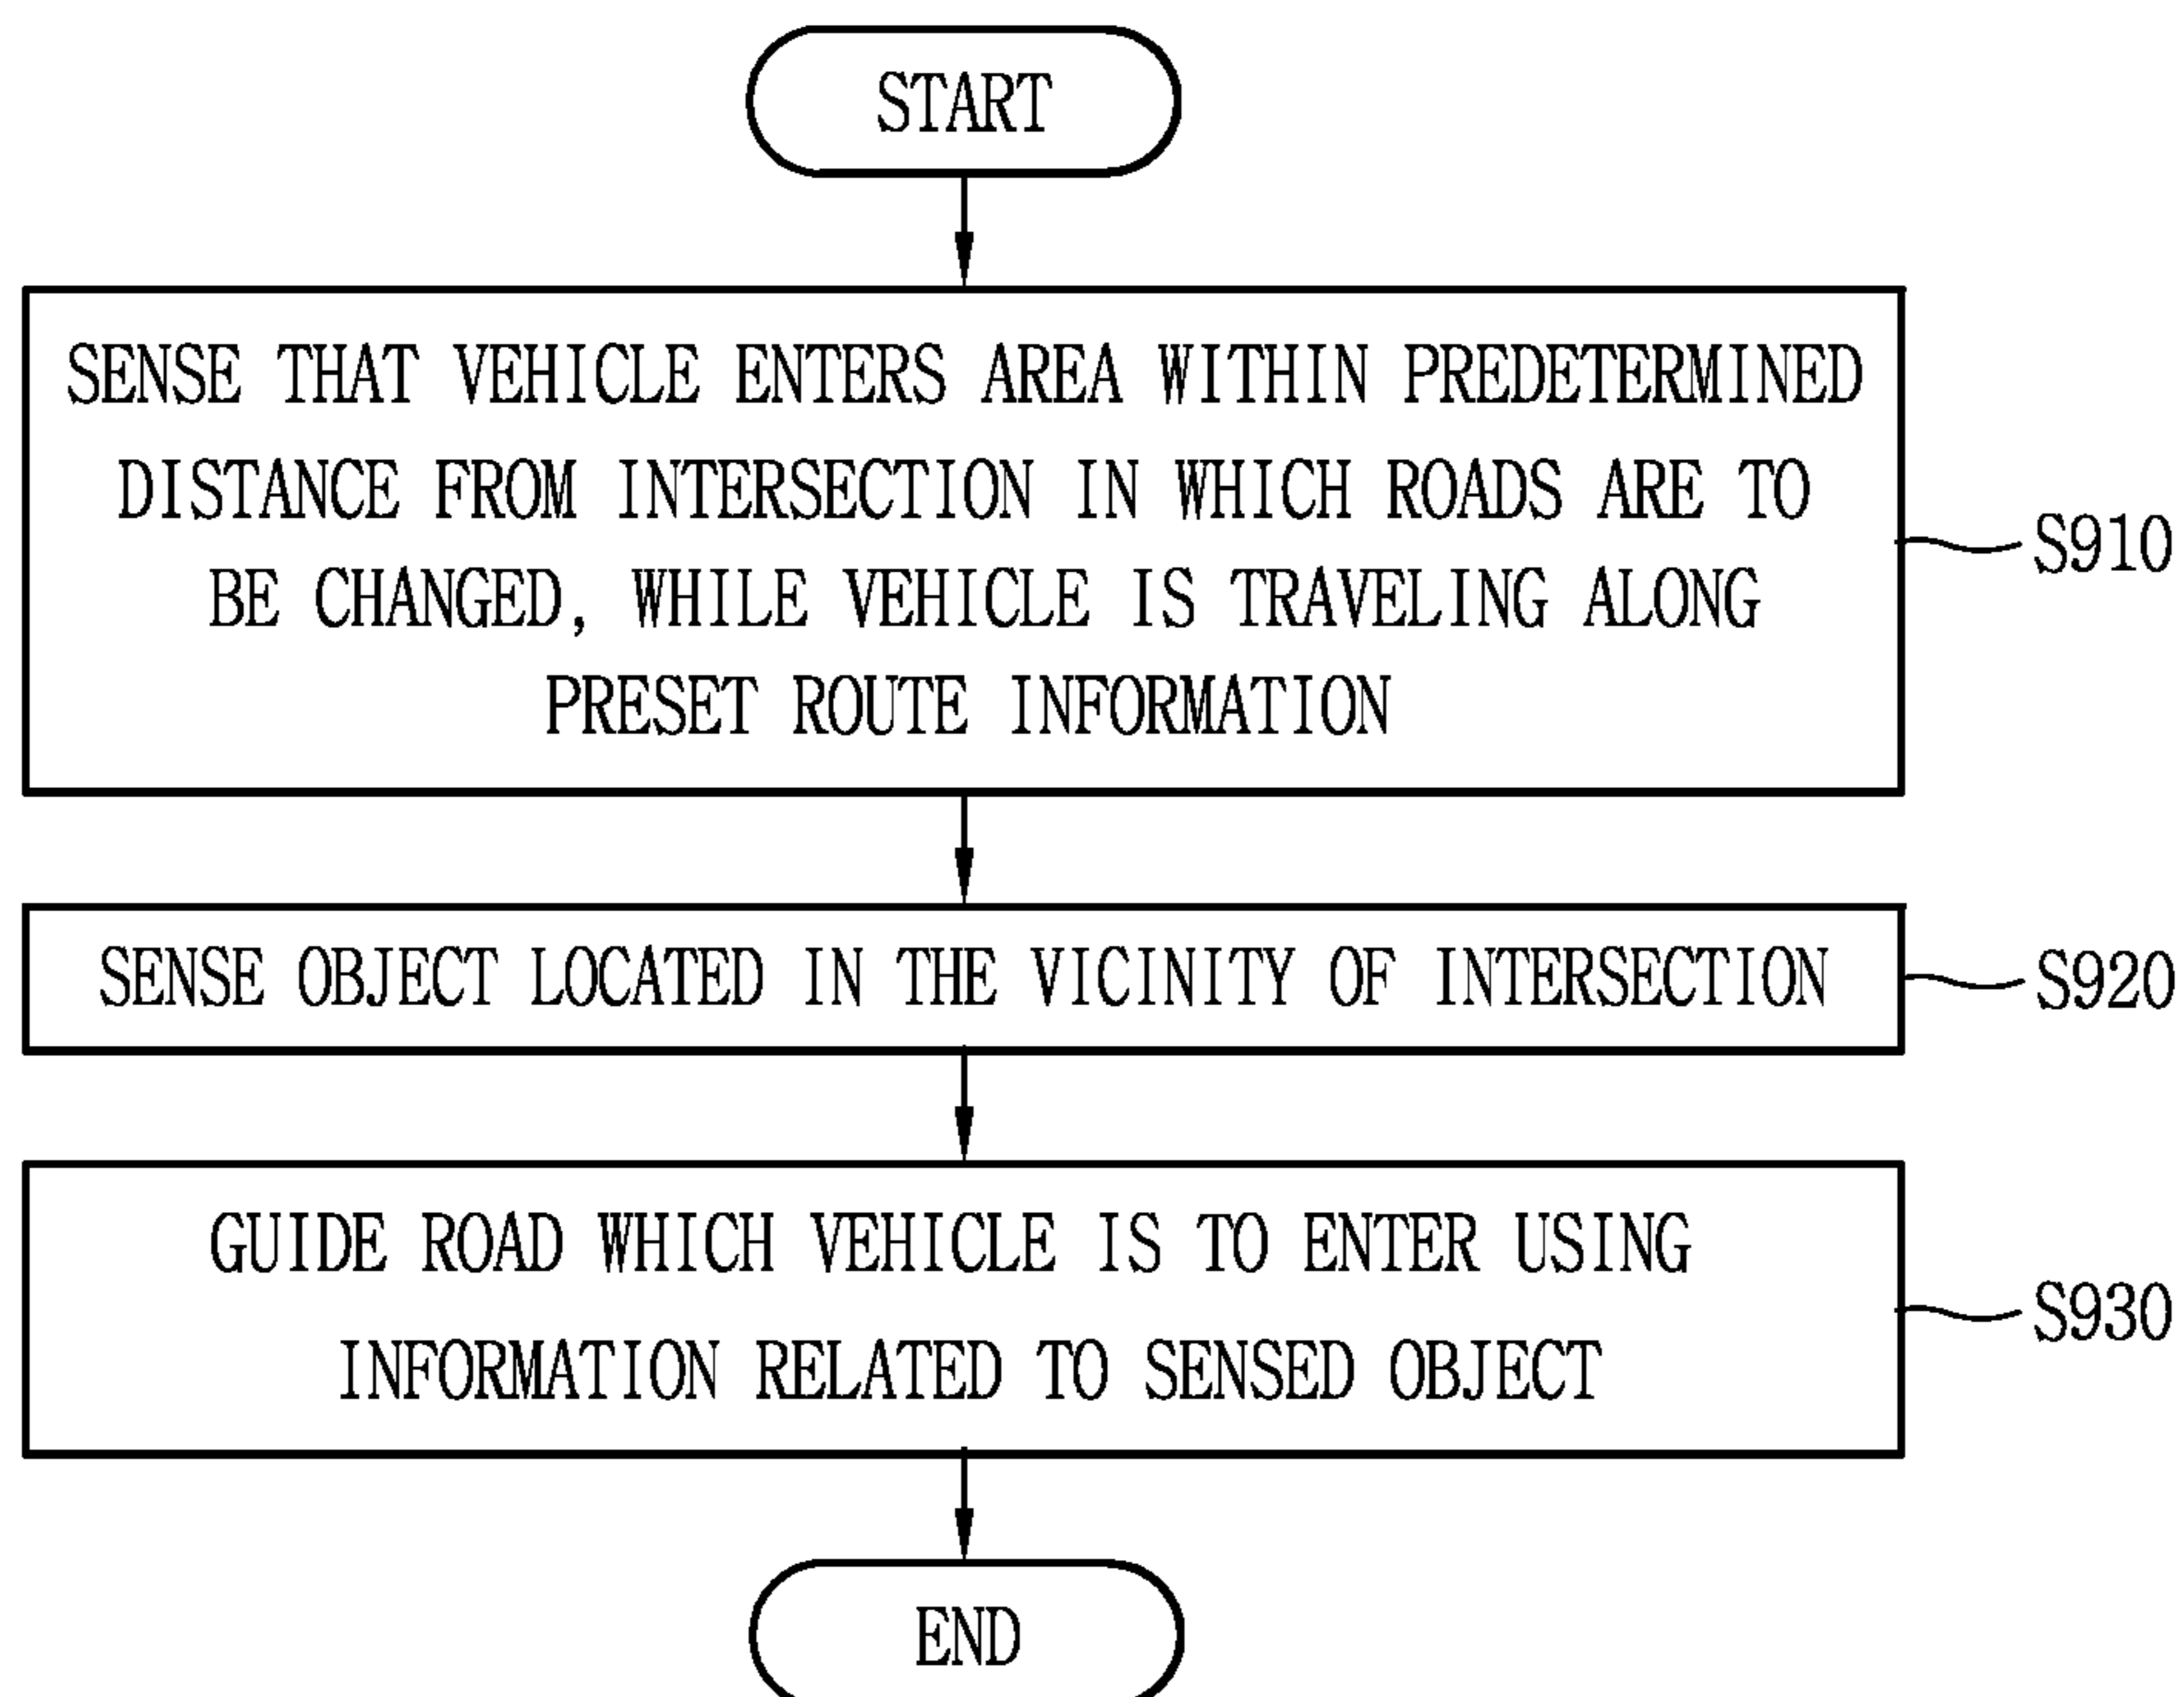 START
SENSE THAT VEHICLE ENTERS AREA WITHIN PREDETERMINED
DISTANCE FROM INTERSECTION IN WHICH ROADS ARE TO
BE CHANGED, WHILE VEHICLE IS TRAVELING ALONG
PRESET ROUTE INFORMATION
S910
SENSE OBJECT LOCATED IN THE VICINITY OF INTERSECTION
S920
GUIDE ROAD WHICH VEHICLE IS TO ENTER USING
INFORMATION RELATED TO SENSED OBJECT
S930
END